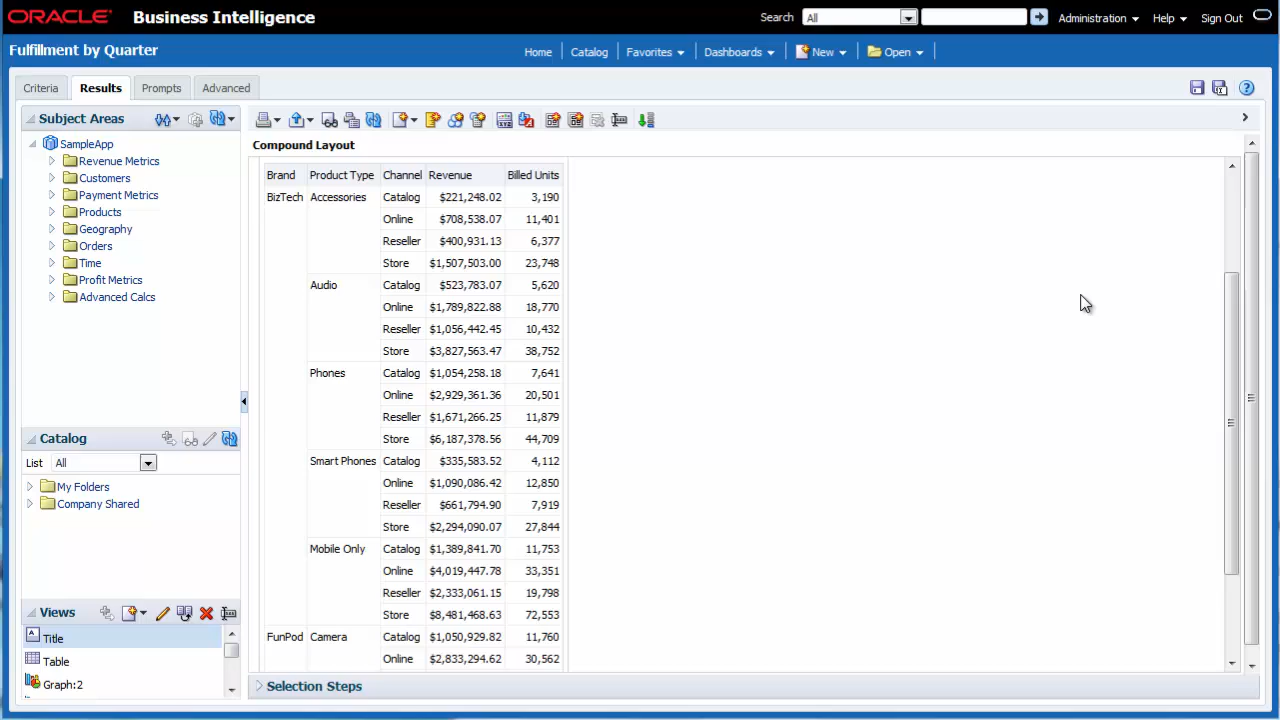 ORACLE Business Intelligence Search All Administration Help Sign Out
Fulfillment by Quarter Home Catalog Favorites Dashboards New Open
Criteria Results Prompts Advanced
Subject Areas
SampleApp
Revenue Metrics
Customers
Payment Metrics
Products
Geography
Orders
Time
Profit Metrics
Advanced Calcs
Catalog
List All
My Folders
Company Shared
Views
Title
Table
Graph:2
Compound Layout
Brand Product Type Channel Revenue Billed Units
BizTech Accessories Catalog $221,248.02 3,190
Online $708,538.07 11,401
Reseller $400,931.13 6,377
Store $1,507,503.00 23,748
Audio Catalog $523,783.07 5,620
Online $1,789,822.88 18,770
Reseller $1,056,442.45 10,432
Store $3,827,563.47 38,752
Phones Catalog $1,054,258.18 7,641
Online $2,929,361.36 20,501
Reseller $1,671,266.25 11,879
Store $6,187,378.56 44,709
Smart Phones Catalog $335,583.52 4,112
Online $1,090,086.42 12,850
Reseller $661,794.90 7,919
Store $2,294,090.07 27,844
Mobile Only Catalog $1,389,841.70 11,753
Online $4,019,447.78 33,351
Reseller $2,333,061.15 19,798
Store $8,481,468.63 72,553
FunPod Camera Catalog $1,050,929.82 11,760
Online $2,833,294.62 30,562
Selection Steps